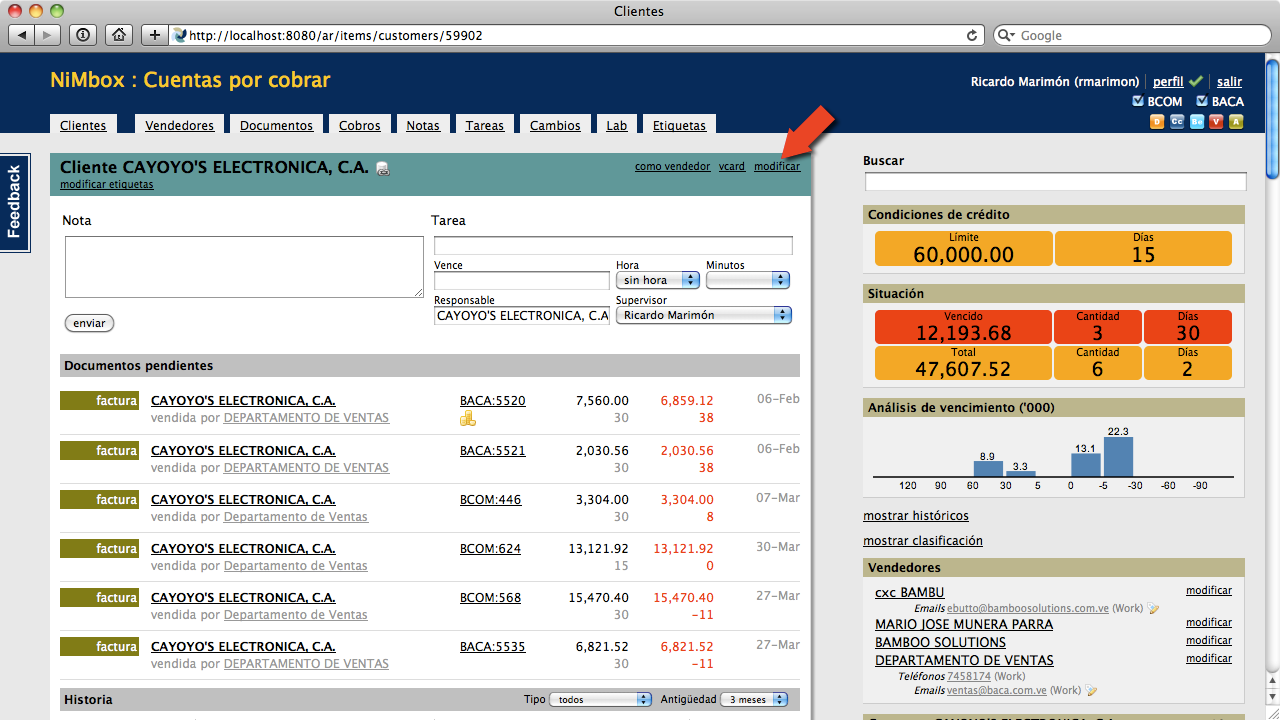 Clientes
http://localhost:8080/ar/items/customers/59902
Google
NiMbox : Cuentas por cobrar
Ricardo Marimón (rmarimon) perfil salir
BCOM BACA
D Cc Be V A
Clientes Vendedores Documentos Cobros Notas Tareas Cambios Lab Etiquetas
Feedback
Cliente CAYOYO'S ELECTRONICA, C.A. como vendedor vcard modificar
modificar etiquetas
Nota
Tarea
Vence Hora Minutos
sin hora
Responsable Supervisor
CAYOYO'S ELECTRONICA, C.A Ricardo Marimón
enviar
Documentos pendientes
factura CAYOYO'S ELECTRONICA, C.A. BACA:5520 7,560.00 6,859.12 06-Feb
vendida por DEPARTAMENTO DE VENTAS 30 38
factura CAYOYO'S ELECTRONICA, C.A. BACA:5521 2,030.56 2,030.56 06-Feb
vendida por DEPARTAMENTO DE VENTAS 30 38
factura CAYOYO'S ELECTRONICA, C.A. BCOM:446 3,304.00 3,304.00 07-Mar
vendida por Departamento de Ventas 30 8
factura CAYOYO'S ELECTRONICA, C.A. BCOM:624 13,121.92 13,121.92 30-Mar
vendida por Departamento de Ventas 15 0
factura CAYOYO'S ELECTRONICA, C.A. BCOM:568 15,470.40 15,470.40 27-Mar
vendida por Departamento de Ventas 30 -11
factura CAYOYO'S ELECTRONICA, C.A. BACA:5535 6,821.52 6,821.52 27-Mar
vendida por DEPARTAMENTO DE VENTAS 30 -11
Historia Tipo todos Antigüedad 3 meses
Buscar
Condiciones de crédito
Límite Días
60,000.00 15
Situación
Vencido Cantidad Días
12,193.68 3 30
Total Cantidad Días
47,607.52 6 2
Análisis de vencimiento ('000)
8.9 3.3 13.1 22.3
120 90 60 30 5 0 -5 -30 -60 -90
mostrar históricos
mostrar clasificación
Vendedores
cxc BAMBU modificar
Emails ebutto@bamboosolutions.com.ve (Work)
MARIO JOSE MUNERA PARRA modificar
BAMBOO SOLUTIONS modificar
DEPARTAMENTO DE VENTAS modificar
Teléfonos 7458174 (Work)
Emails ventas@baca.com.ve (Work)